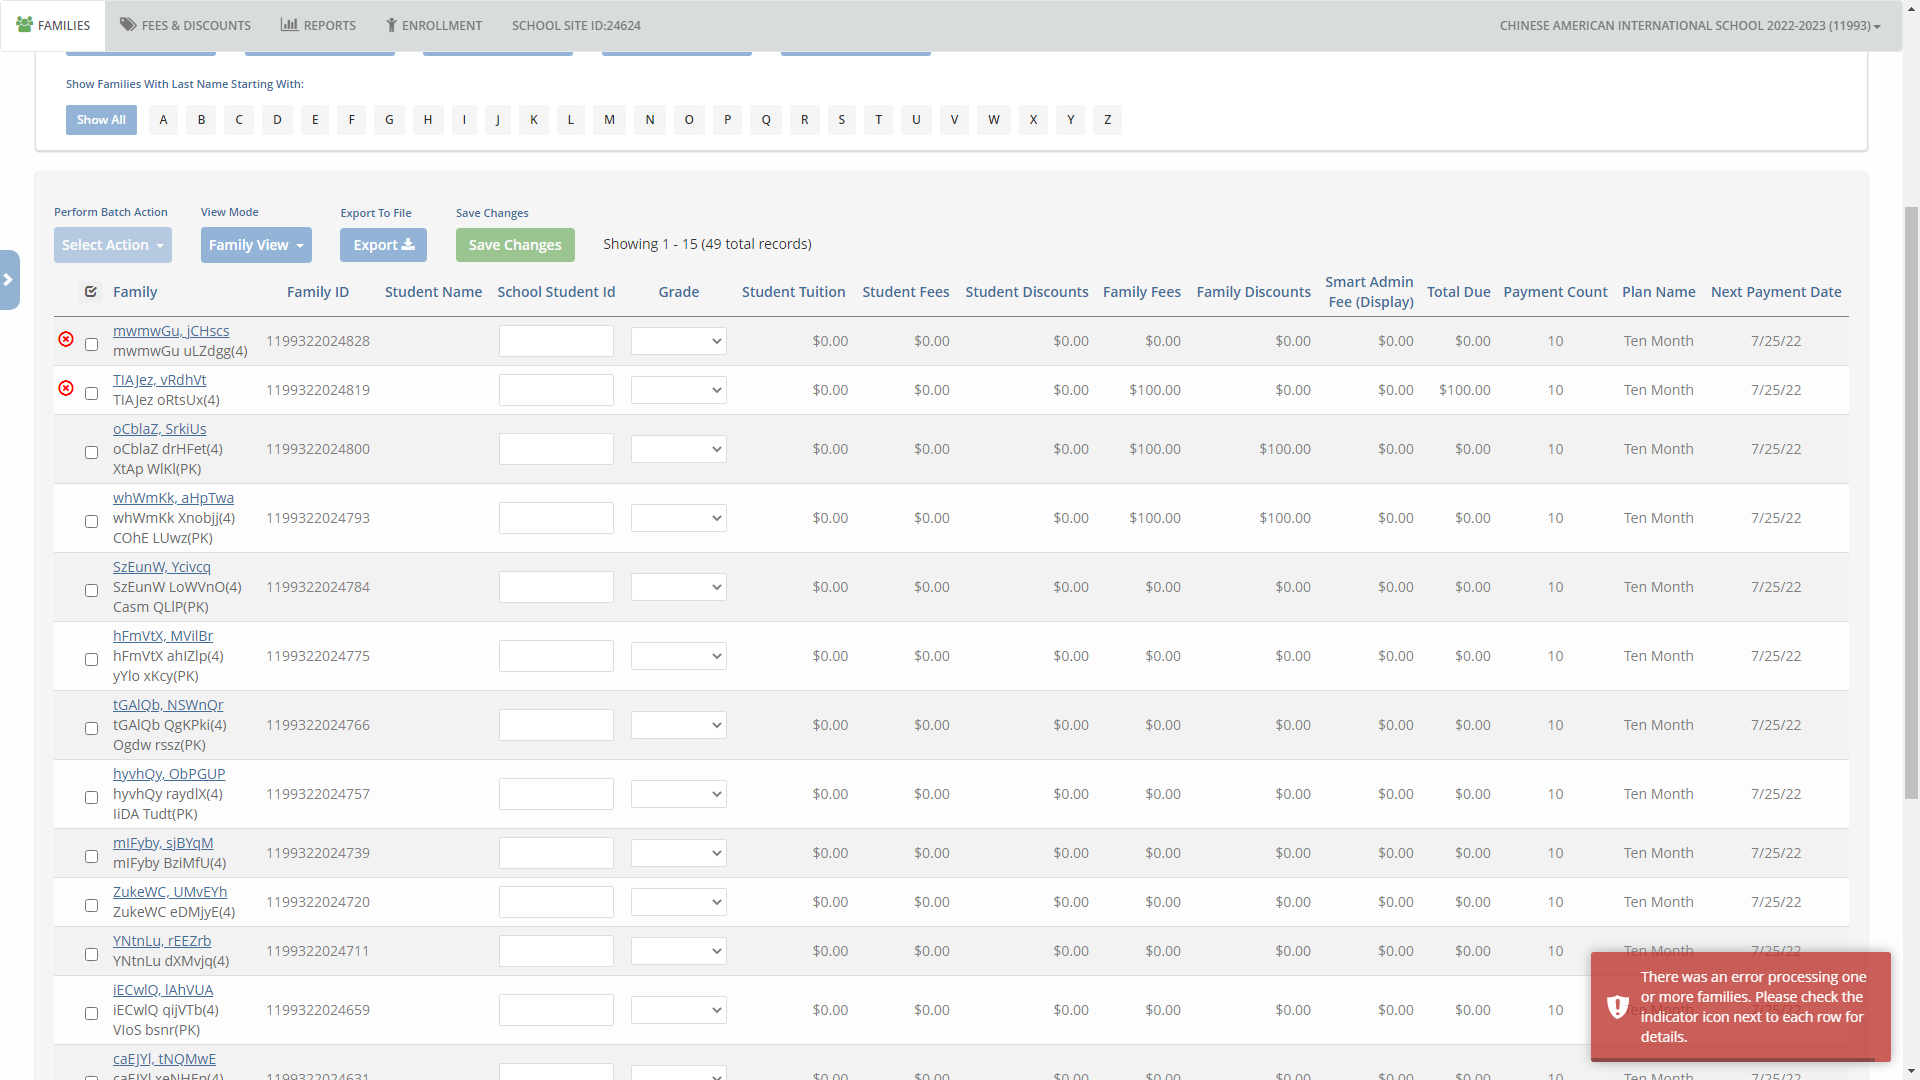 FAMILIES FEES & DISCOUNTS REPORTS ENROLLMENT SCHOOL SITE ID:24624 CHINESE AMERICAN INTERNATIONAL SCHOOL 2022-2023 (11993)
Show Families With Last Name Starting With:
Show All A B C D E F G H I J K L M N O P Q R S T U V W X Y Z
Perform Batch Action View Mode Export To File Save Changes
Select Action Family View Export Save Changes Showing 1 - 15 (49 total records)
Family Family ID Student Name School Student Id Grade Student Tuition Student Fees Student Discounts Family Fees Family Discounts Smart Admin Fee (Display) Total Due Payment Count Plan Name Next Payment Date
mwmwGu, jCHscs
mwmwGu uLZdgg(4) 1199322024828 $0.00 $0.00 $0.00 $0.00 $0.00 $0.00 $0.00 10 Ten Month 7/25/22
TIAJez, vRdhVt
TIAJez oRtsUx(4) 1199322024819 $0.00 $0.00 $0.00 $100.00 $0.00 $0.00 $100.00 10 Ten Month 7/25/22
oCblaZ, SrkiUs
oCblaZ drHFet(4) 1199322024800 $0.00 $0.00 $0.00 $100.00 $100.00 $0.00 $0.00 10 Ten Month 7/25/22
XtAp WlKl(PK)
whWmKk, aHpTwa
whWmKk Xnobjj(4) 1199322024793 $0.00 $0.00 $0.00 $100.00 $100.00 $0.00 $0.00 10 Ten Month 7/25/22
COhE LUwz(PK)
SzEunW, Ycivcq
SzEunW LoWVnO(4) 1199322024784 $0.00 $0.00 $0.00 $0.00 $0.00 $0.00 $0.00 10 Ten Month 7/25/22
Casm QLlP(PK)
hFmVtX, MVilBr
hFmVtX ahIZlp(4) 1199322024775 $0.00 $0.00 $0.00 $0.00 $0.00 $0.00 $0.00 10 Ten Month 7/25/22
yYlo xKcy(PK)
tGAlQb, NSWnQr
tGAlQb QgKPki(4) 1199322024766 $0.00 $0.00 $0.00 $0.00 $0.00 $0.00 $0.00 10 Ten Month 7/25/22
Ogdw rssz(PK)
hyvhQy, ObPGUP
hyvhQy raydlX(4) 1199322024757 $0.00 $0.00 $0.00 $0.00 $0.00 $0.00 $0.00 10 Ten Month 7/25/22
IiDA Tudt(PK)
mIFyby, sjBYqM
mIFyby BziMfU(4) 1199322024739 $0.00 $0.00 $0.00 $0.00 $0.00 $0.00 $0.00 10 Ten Month 7/25/22
ZukeWC, UMvEYh
ZukeWC eDMjyE(4) 1199322024720 $0.00 $0.00 $0.00 $0.00 $0.00 $0.00 $0.00 10 Ten Month 7/25/22
YNtnLu, rEEZrb
YNtnLu dXMvjq(4) 1199322024711 $0.00 $0.00 $0.00 $0.00 $0.00 $0.00 $0.00 10 Ten Month 7/25/22
iECwlQ, lAhVUA
iECwlQ qijVTb(4) 1199322024659 $0.00 $0.00 $0.00 $0.00 $0.00 $0.00 $0.00 10
VIoS bsnr(PK)
caEJYl, tNQMwE
caEJYl xeNHEp(4) 1199322024631 $0.00 $0.00 $0.00 $0.00 $0.00 $0.00 $0.00 10 Ten Month 7/25/22
There was an error processing one
or more families. Please check the
indicator icon next to each row for
details.